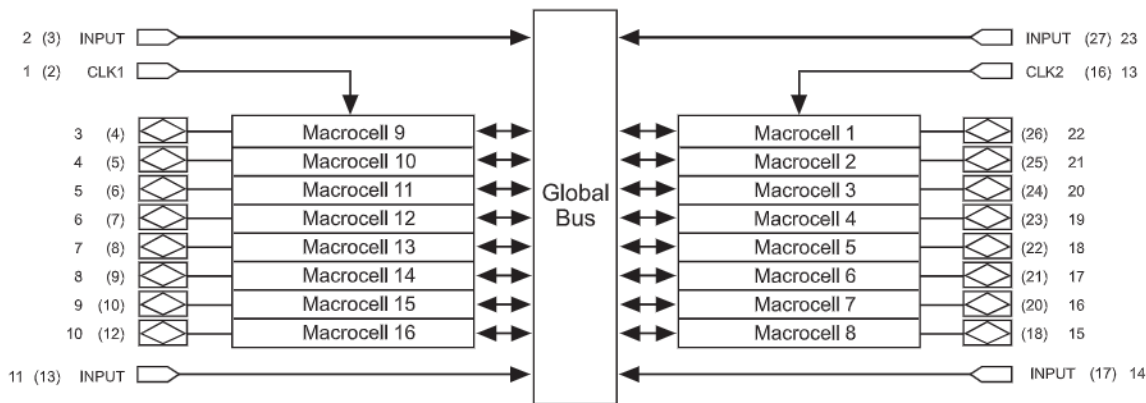 2 (3) INPUT INPUT (27) 23
1 (2) CLK1 CLK2 (16) 13
3 (4) Macrocell 9 Macrocell 1 (26) 22
4 (5) Macrocell 10 Macrocell 2 (25) 21
5 (6) Macrocell 11 Macrocell 3 (24) 20
Global
6 (7) Macrocell 12 Macrocell 4 (23) 19
Bus
7 (8) Macrocell 13 Macrocell 5 (22) 18
8 (9) Macrocell 14 Macrocell 6 (21) 17
9 (10) Macrocell 15 Macrocell 7 (20) 16
10 (12) Macrocell 16 Macrocell 8 (18) 15
11 (13) INPUT INPUT (17) 14